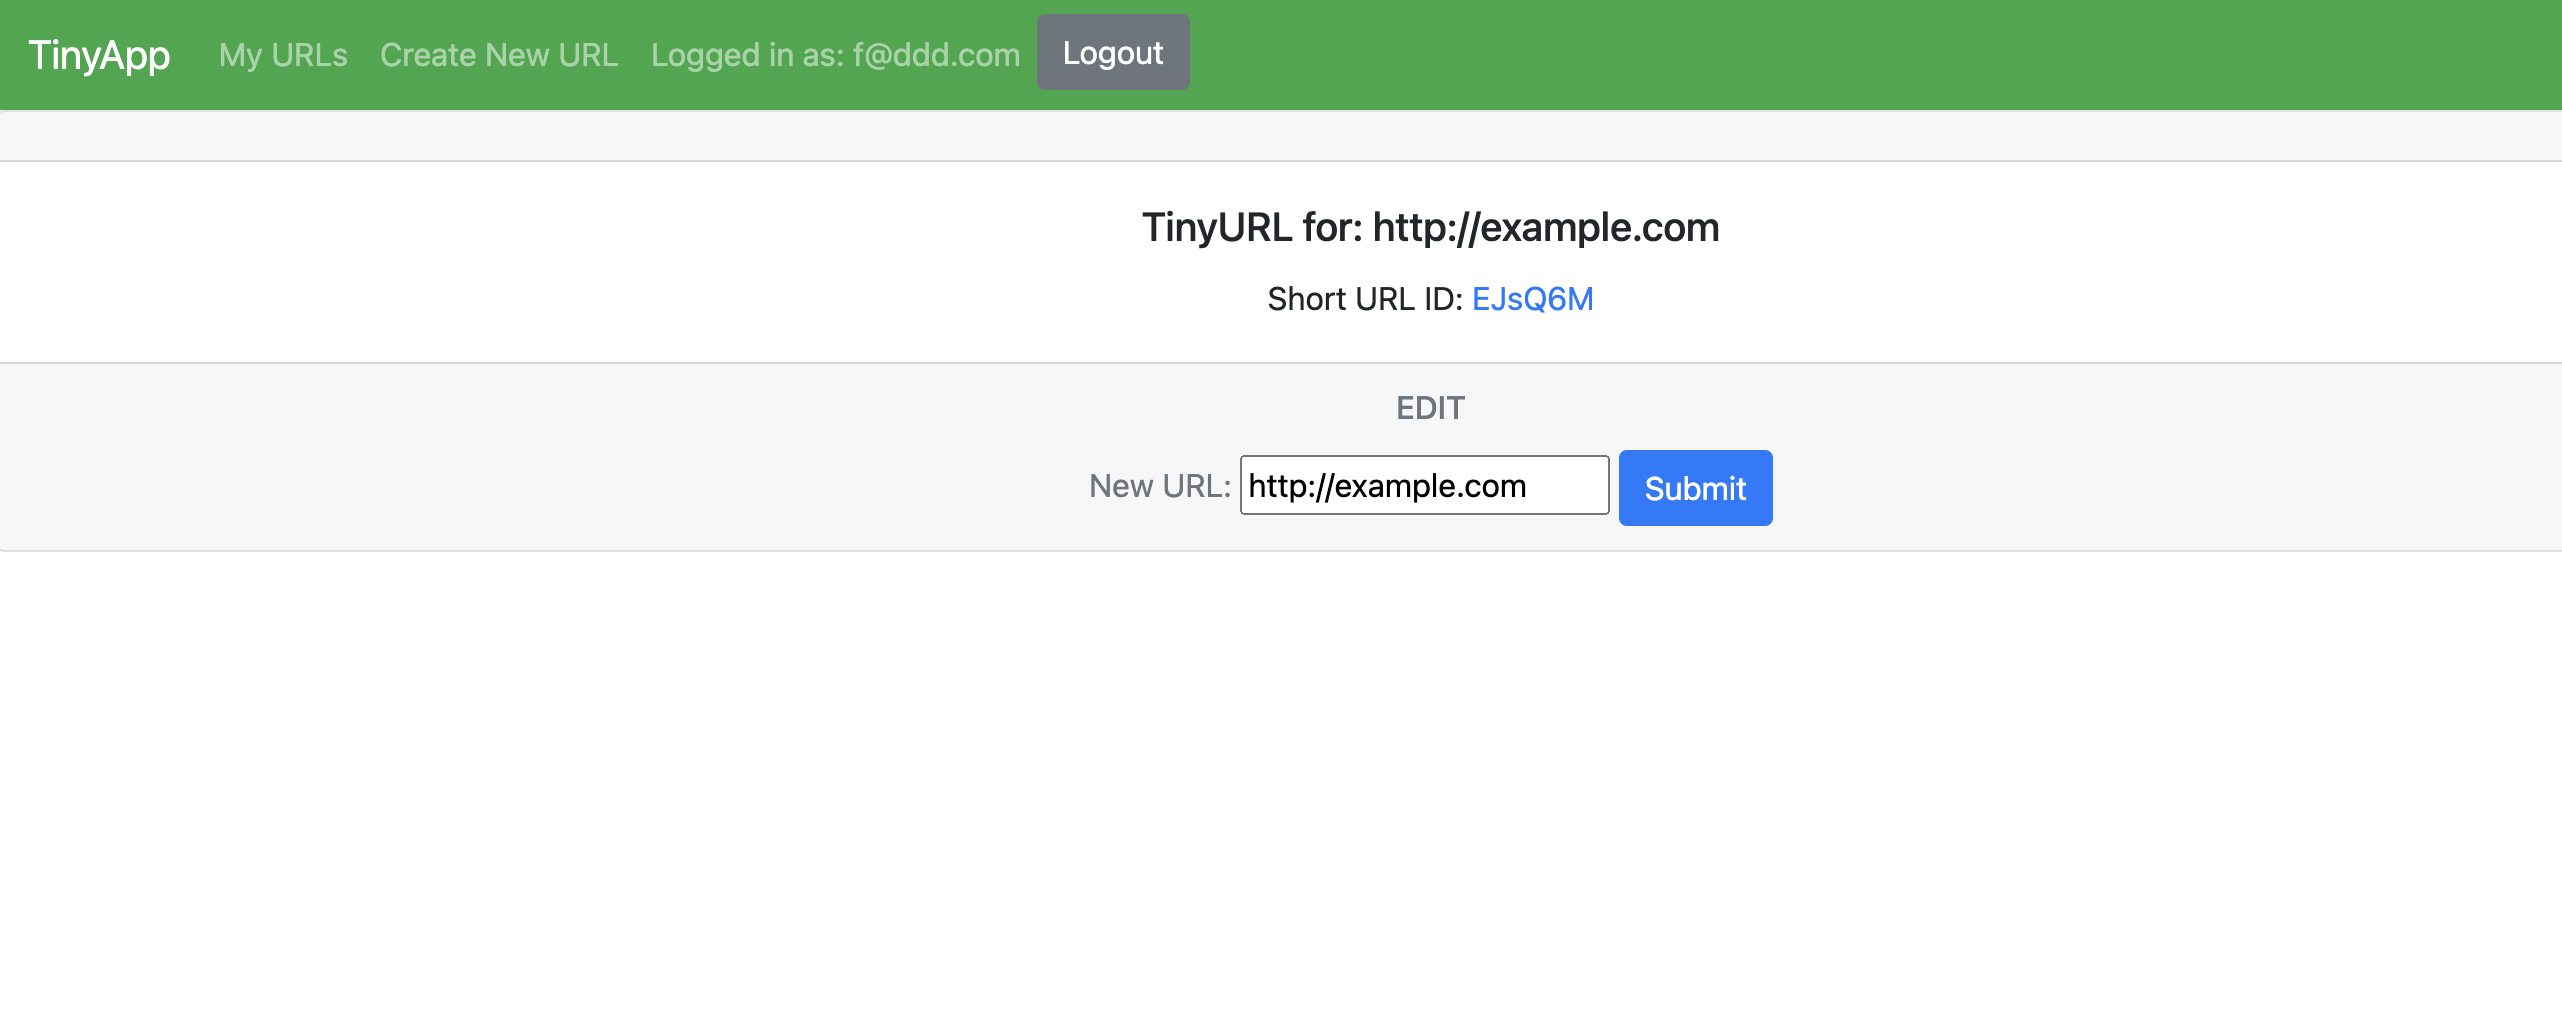 TinyApp My URLs Create New URL Logged in as: f@ddd.com Logout
TinyURL for: http://example.com
Short URL ID: EJsQ6M
EDIT
New URL: http://example.com Submit